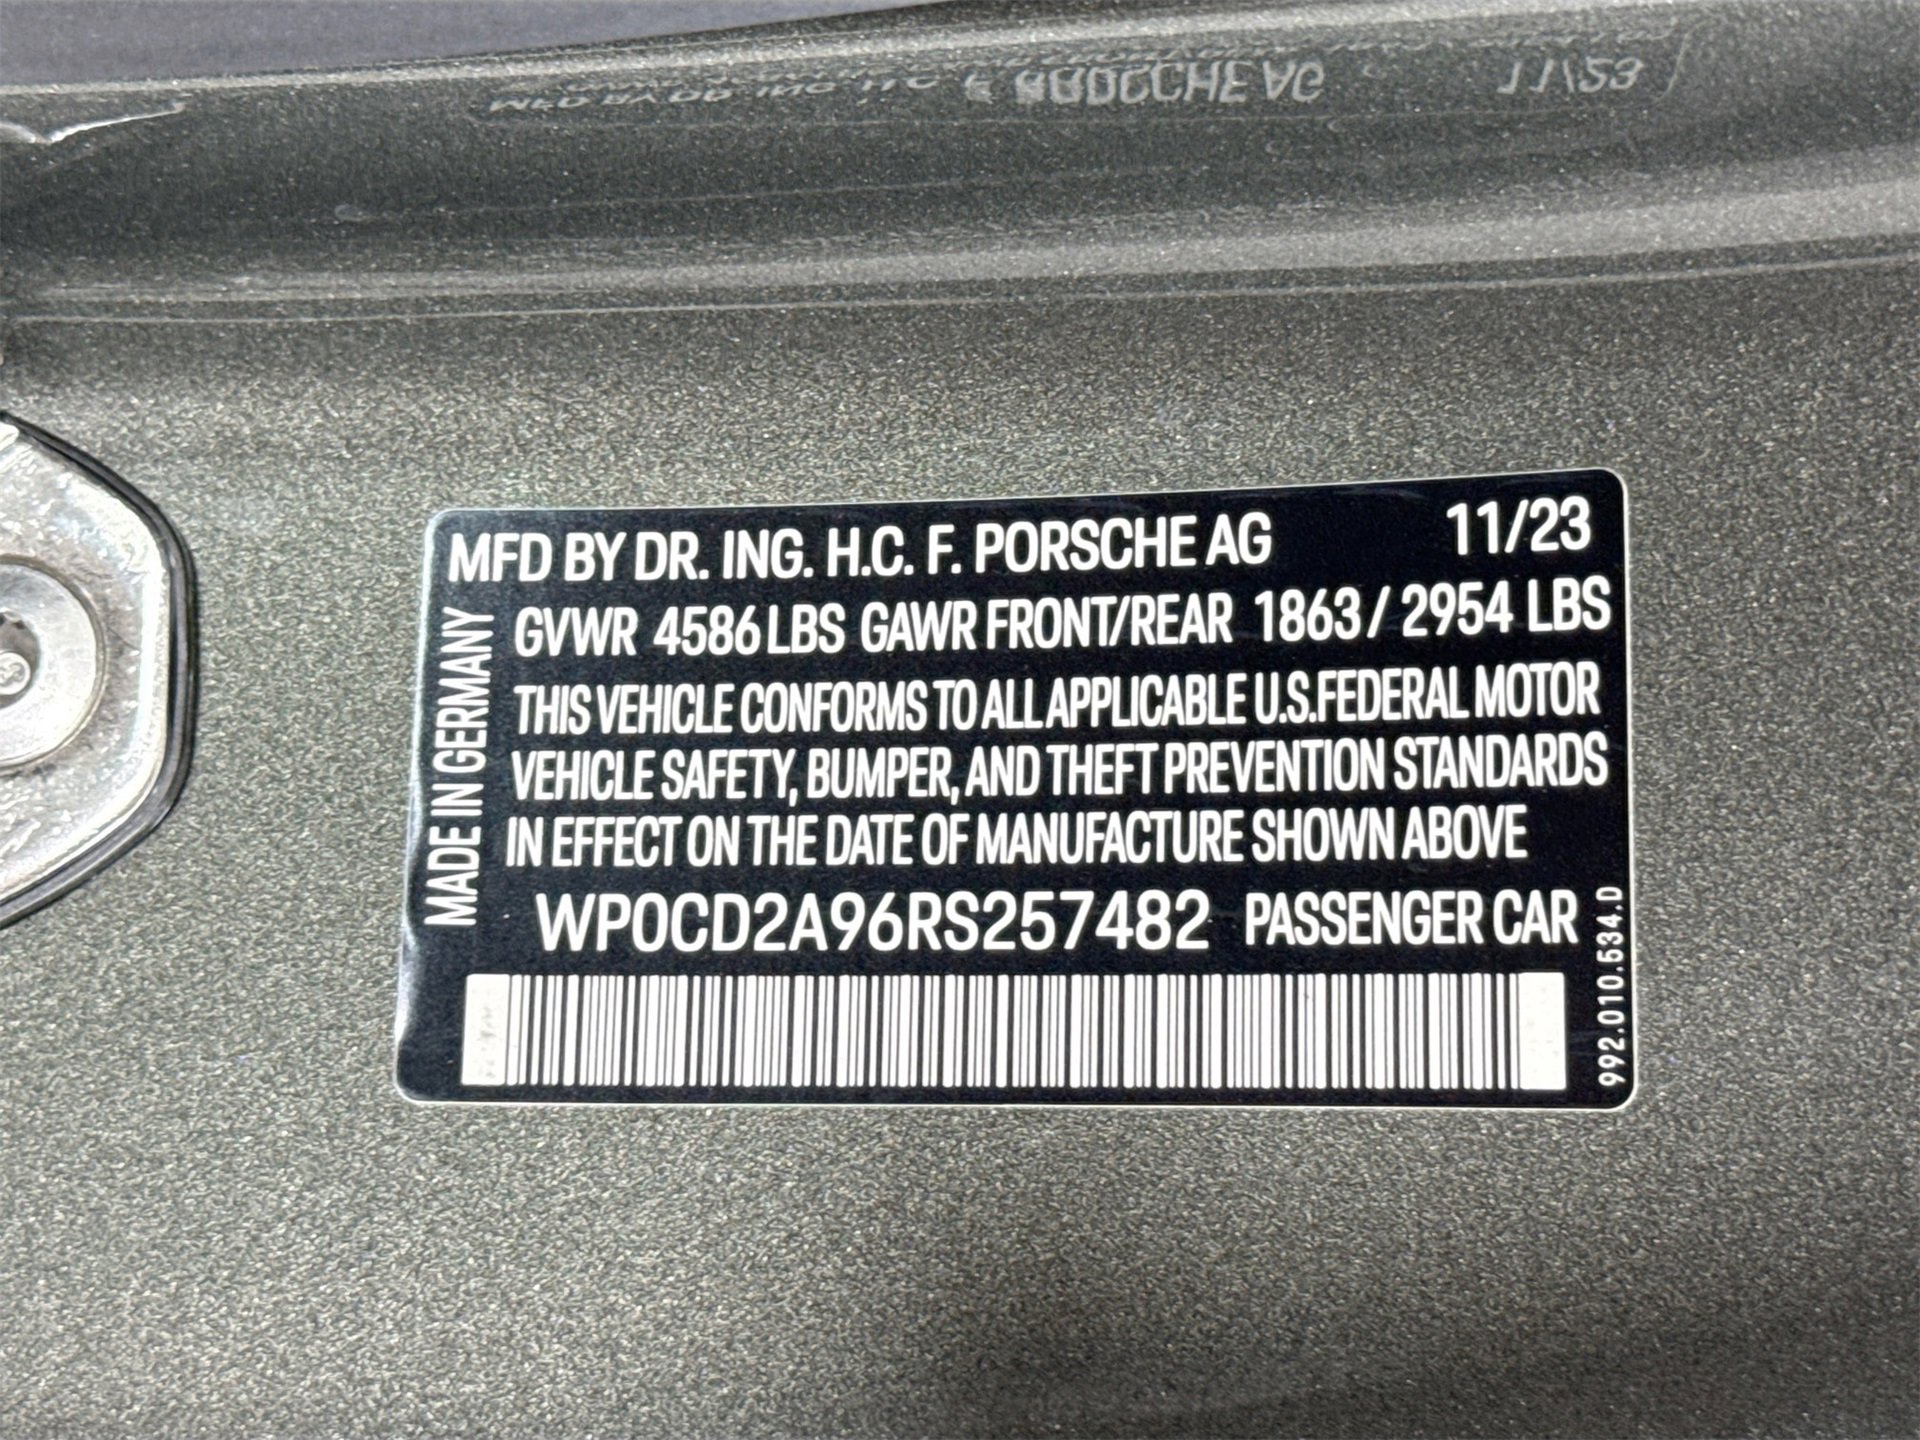 MFD BY DR. ING. H.C. F. PORSCHE AG 11/23
GVWR 4586 LBS GAWR FRONT/REAR 1863 / 2954 LBS
THIS VEHICLE CONFORMS TO ALL APPLICABLE U.S. FEDERAL MOTOR
VEHICLE SAFETY, BUMPER, AND THEFT PREVENTION STANDARDS
IN EFFECT ON THE DATE OF MANUFACTURE SHOWN ABOVE
WP0CD2A96RS257482 PASSENGER CAR
MADE IN GERMANY
992.010.534.D